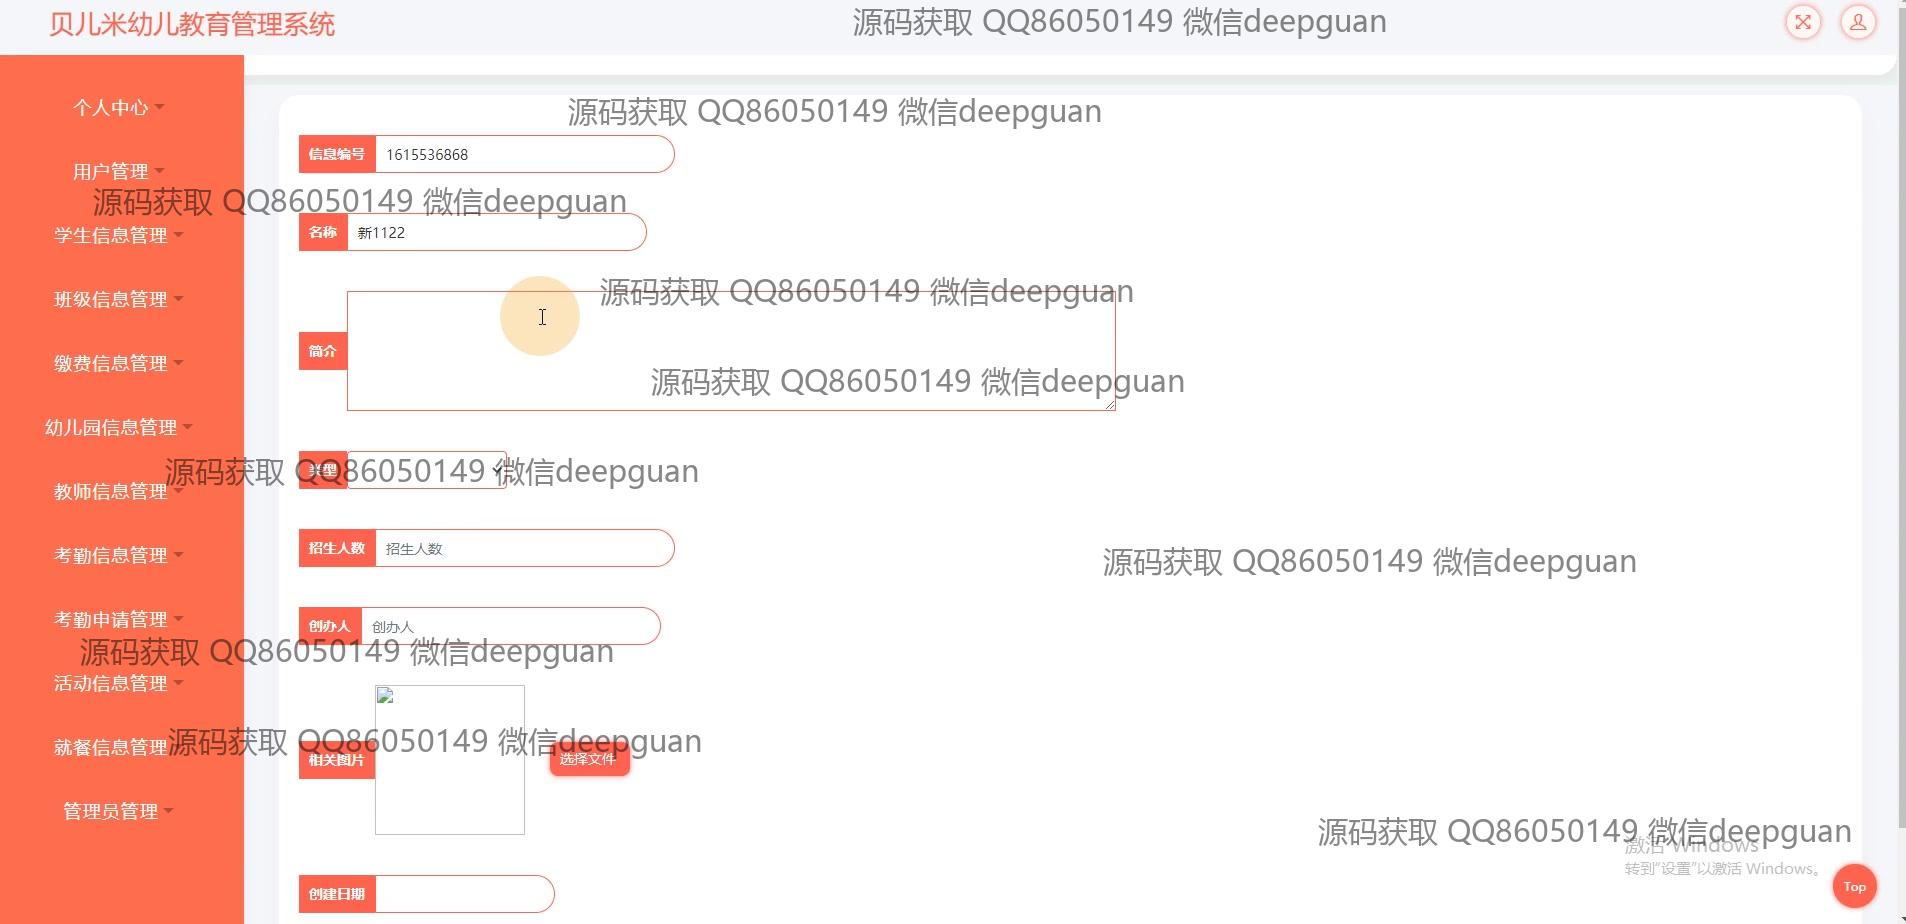 贝儿米幼儿教育管理系统
源码获取 QQ86050149 微信deepguan
个人中心
源码获取 QQ86050149 微信deepguan
信息编号 1615536868
用户管理
源码获取 QQ86050149 微信deepguan
学生信息管理
名称 新1122
班级信息管理
源码获取 QQ86050149 微信deepguan
简介
缴费信息管理
源码获取 QQ86050149 微信deepguan
幼儿园信息管理
类型
源码获取 QQ86050149 微信deepguan
教师信息管理
招生人数 招生人数
考勤信息管理
源码获取 QQ86050149 微信deepguan
考勤申请管理
创办人 创办人
源码获取 QQ86050149 微信deepguan
活动信息管理
就餐信息管理
源码获取 QQ86050149 微信deepguan
相关图片 选择文件
管理员管理
源码获取 QQ86050149 微信deepguan
激活 Windows
转到"设置"以激活 Windows。
创建日期
Top